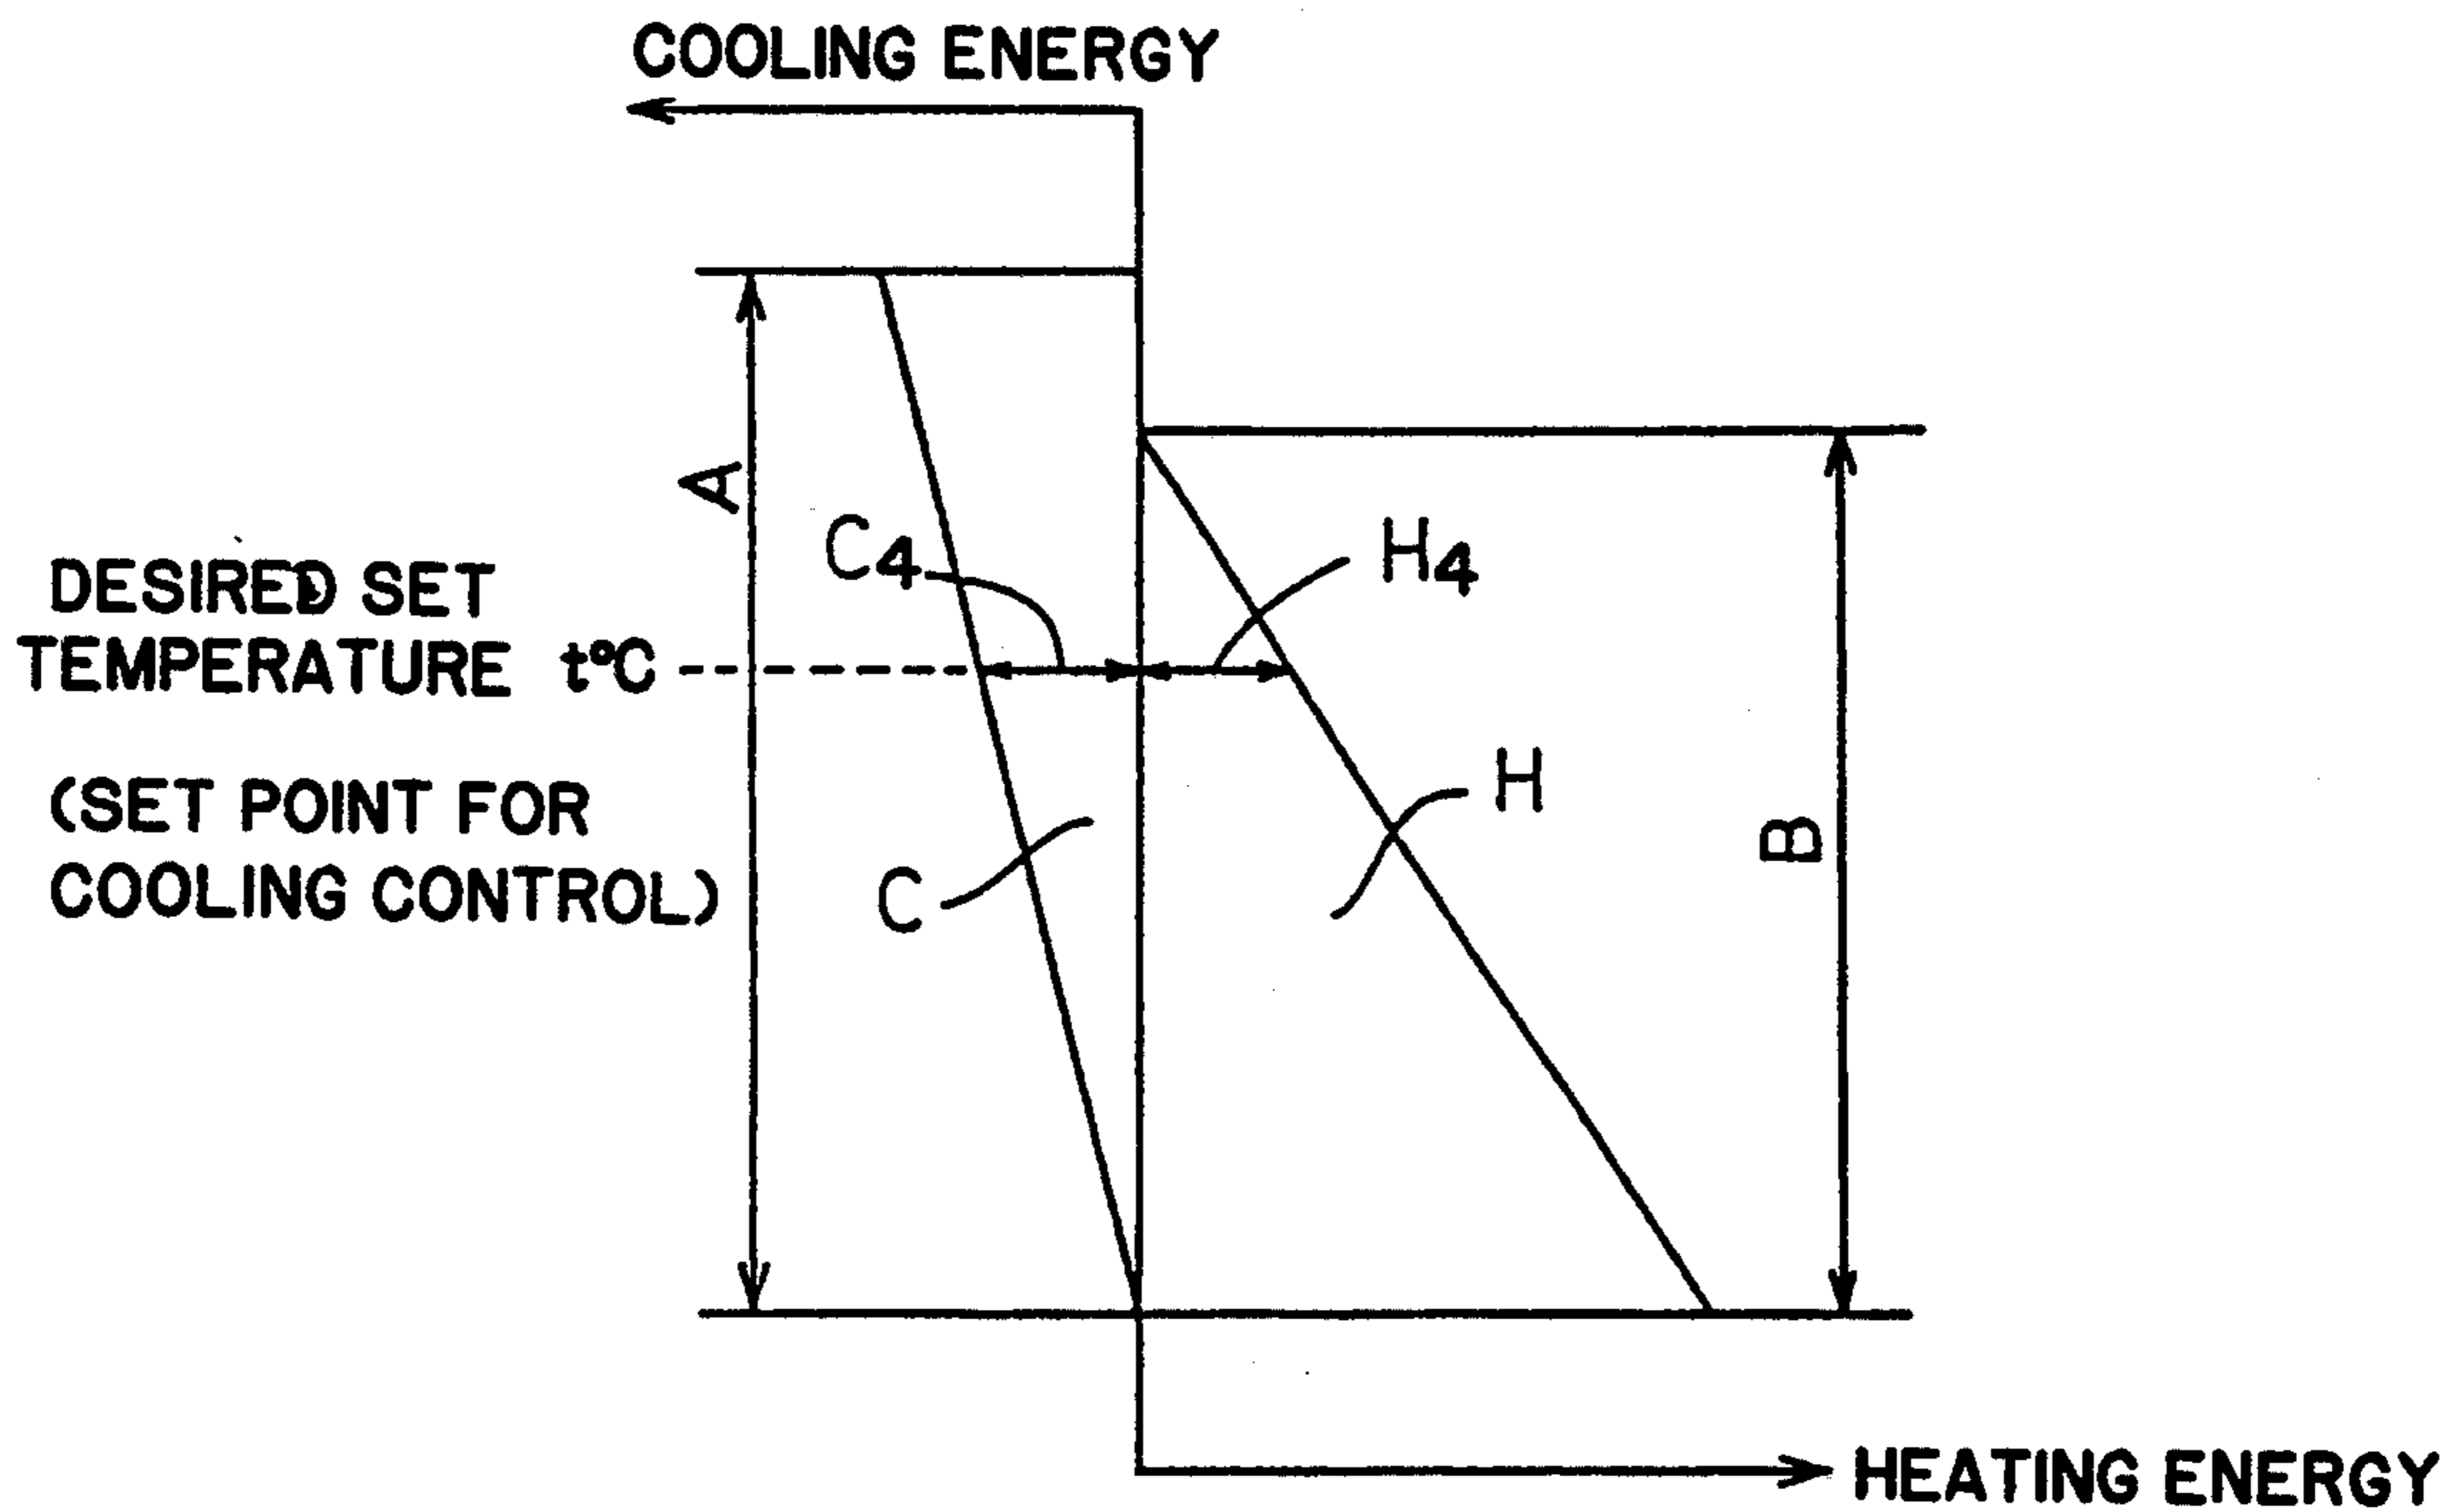 COOLING ENERGY
A
C4
H4
DESIRED SET
TEMPERATURE t°C
H
(SET POINT FOR
COOLING CONTROL)
B
C
HEATING ENERGY